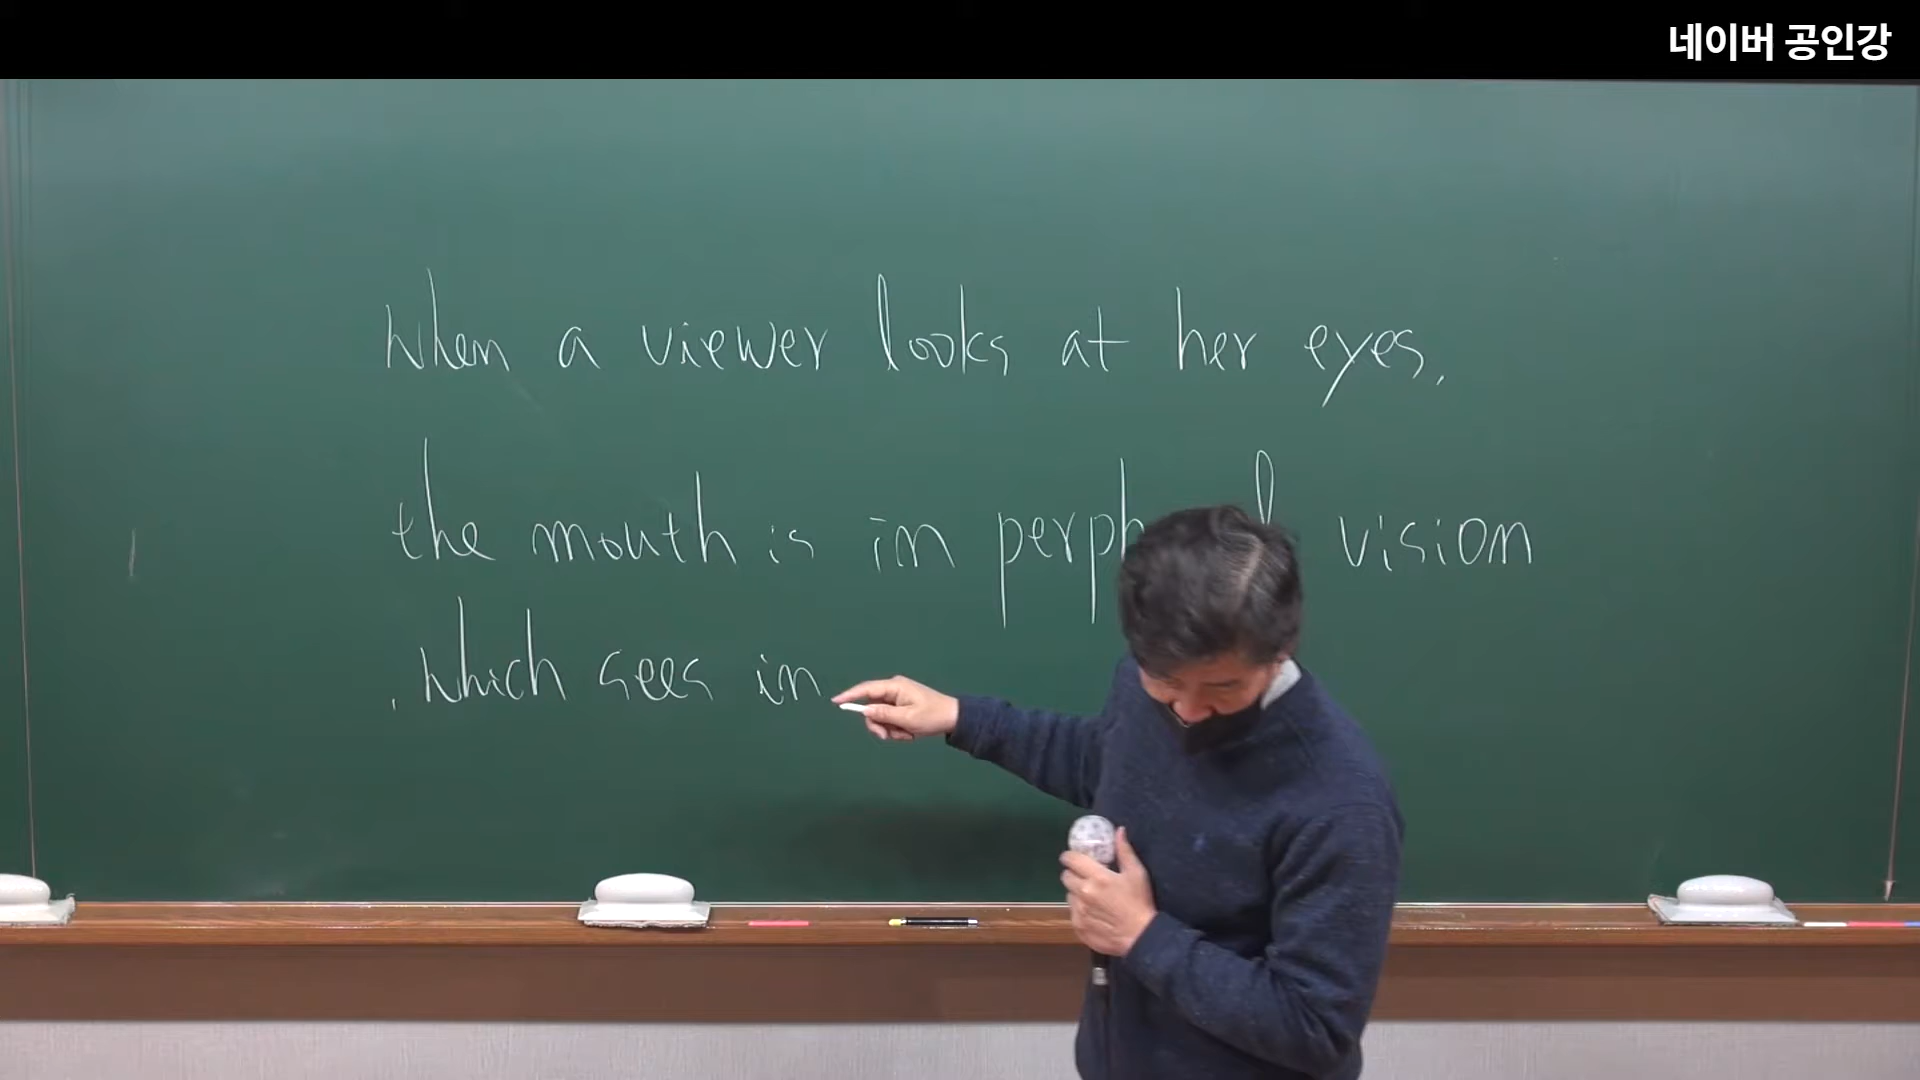 네이버 공인강
When a viewer looks at her eyes,
the mouth is in vision
, which sees in